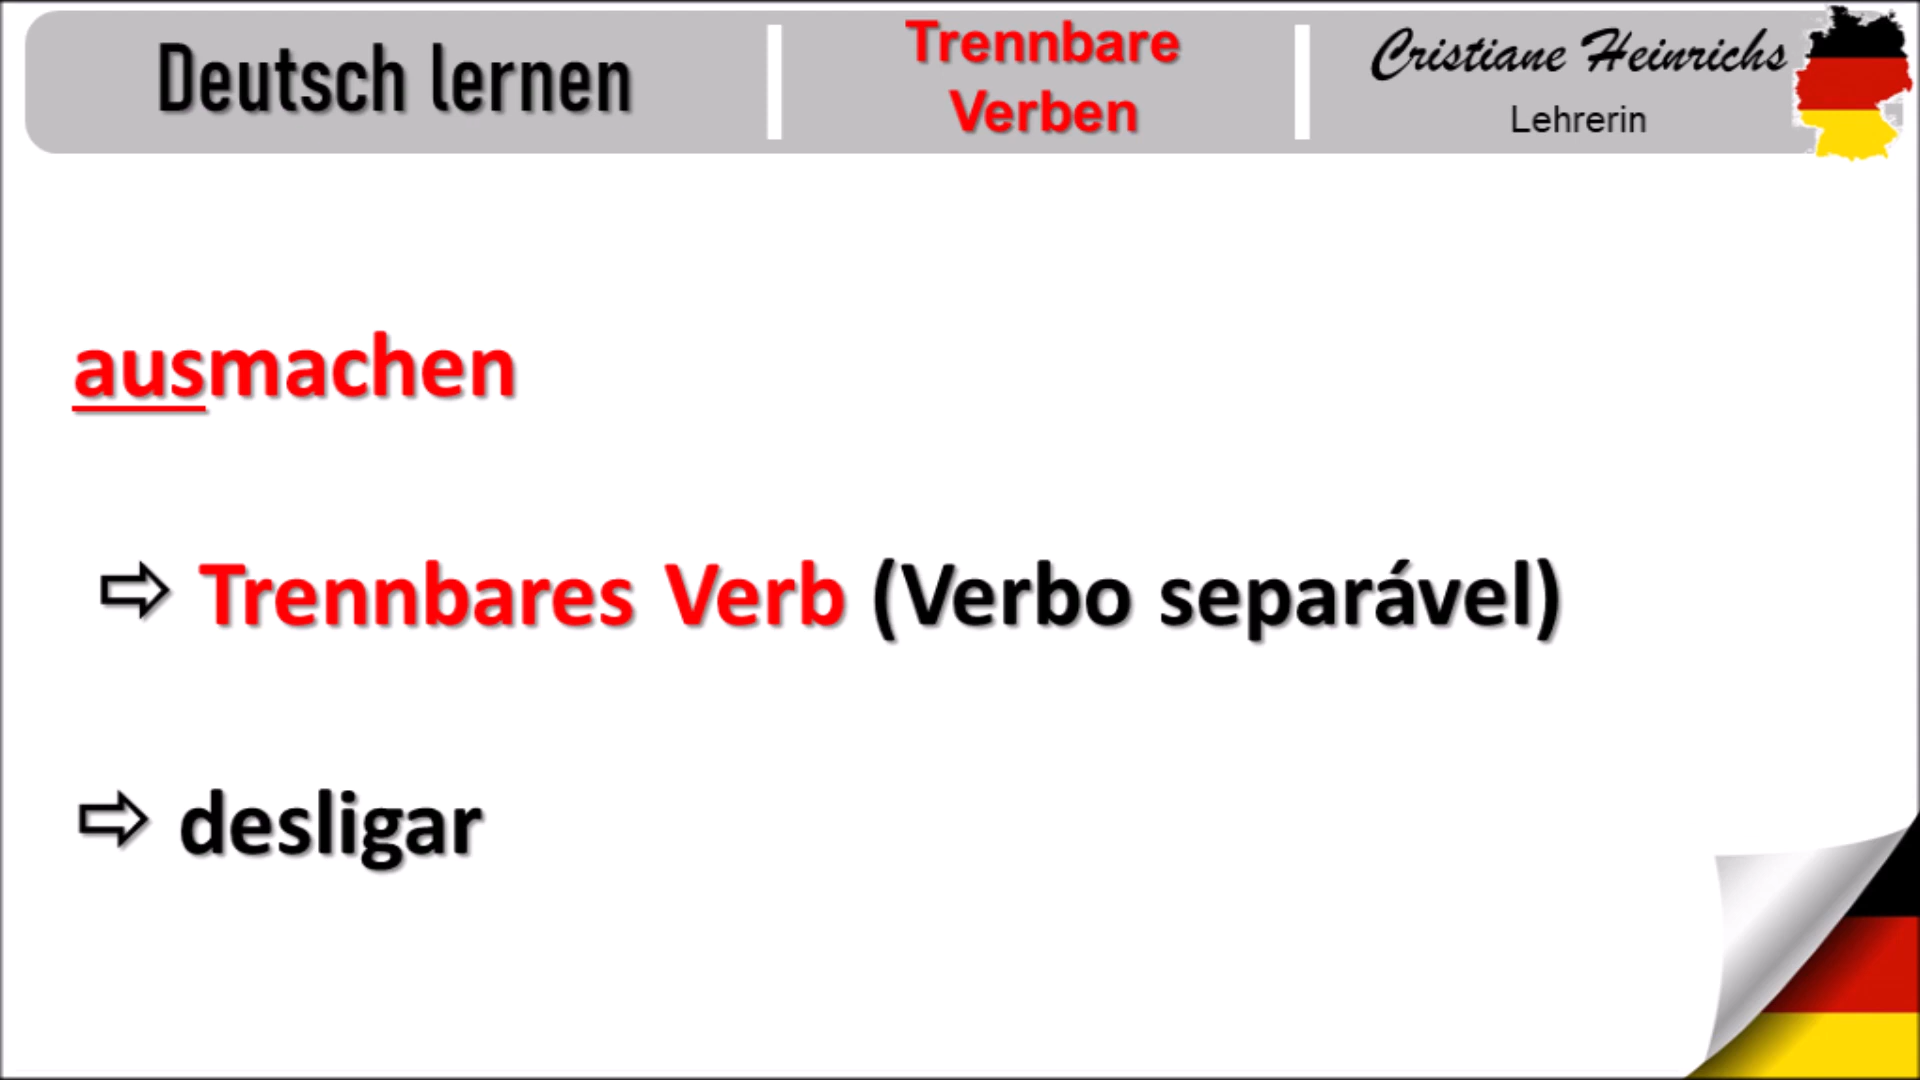 Deutsch lernen
Trennbare
Verben
Cristiane Heinrichs
Lehrerin
ausmachen
⇨ Trennbares Verb (Verbo separável)
⇨ desligar